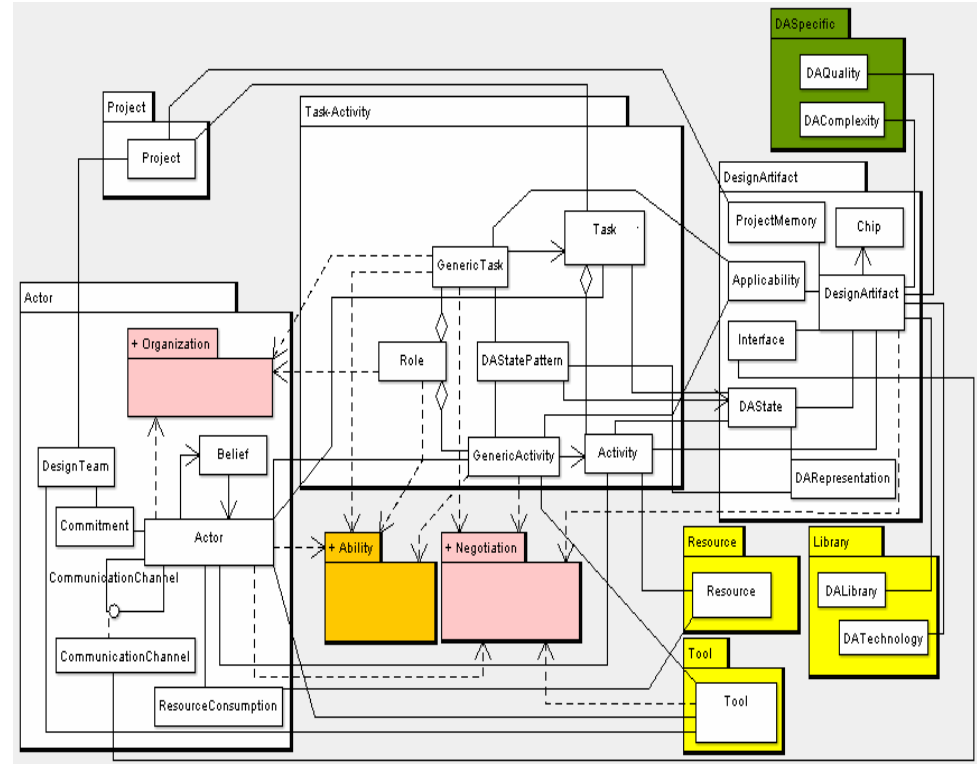 DASpecific
DAQuality
DAComplexity
Project
Project
Task-Activity
DesignArtifact
ProjectMemory
Chip
Task
GenericTask
Applicability
DesignArtifact
Actor
+ Organization
Interface
Role
DAStatePattern
DAState
Belief
DesignTeam
GenericActivity
Activity
DARepresentation
Commitment
Actor
+ Ability
+ Negotiation
Resource
Library
CommunicationChannel
Resource
DALibrary
DATechnology
CommunicationChannel
Tool
ResourceConsumption
Tool